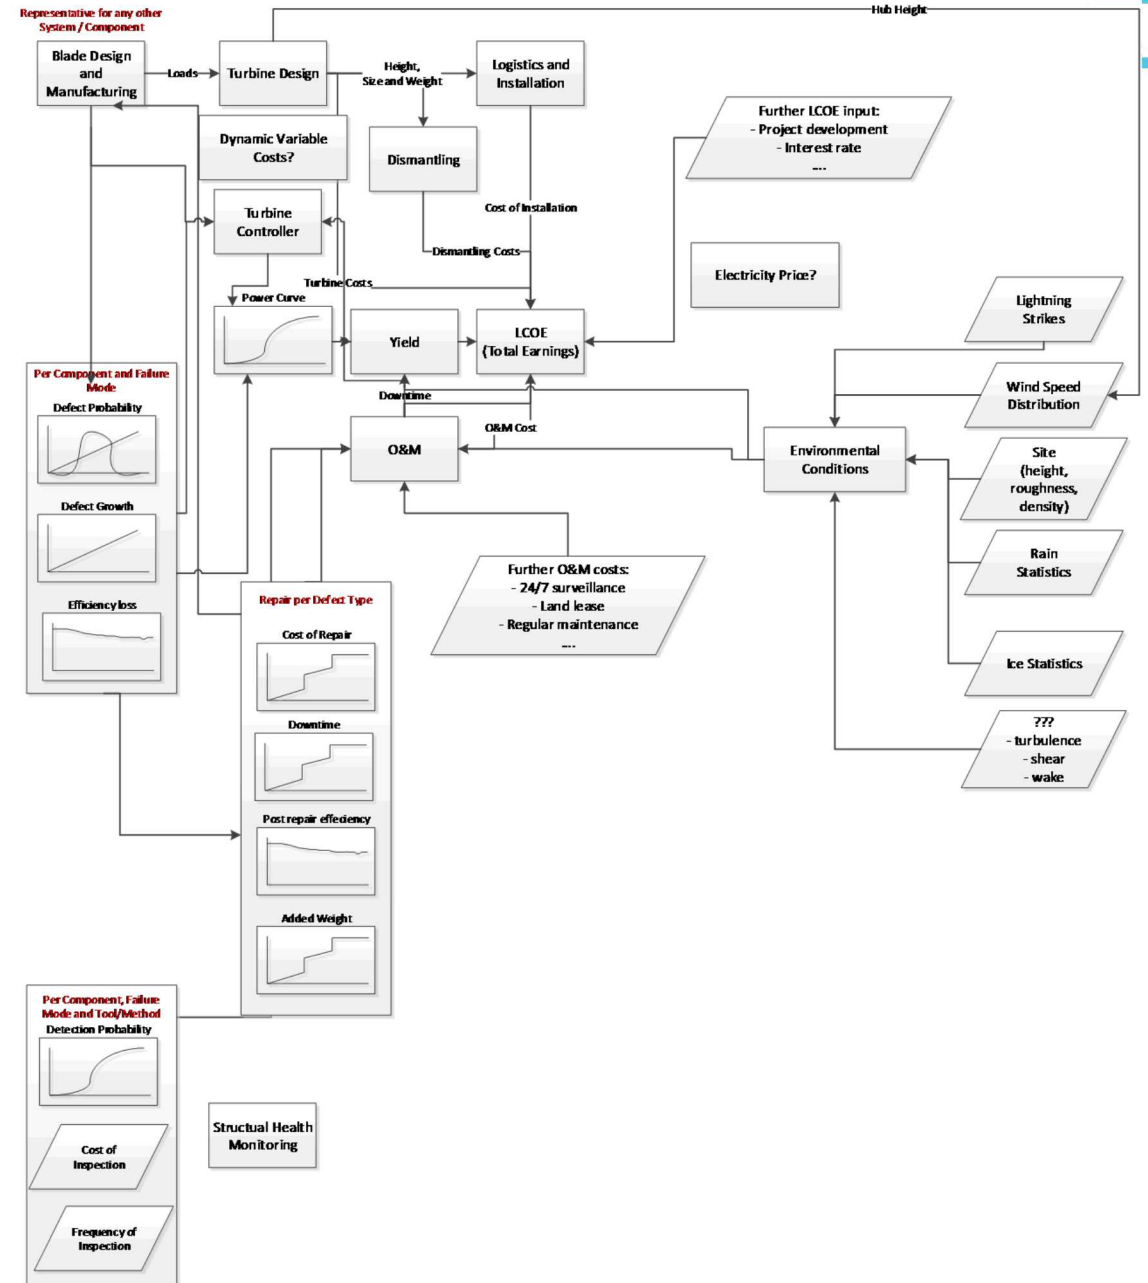 Representative for any other
System / Component
Hub Height
Blade Design
and
Manufacturing
Loads
Turbine Design
Height,
Size and Weight
Logistics and
Installation
Further LCOE input:
- Project development
- Interest rate
....
Dynamic Variable
Costs?
Dismantling
Turbine
Controller
Cost of Installation
Dismantling Costs
Electricity Price?
Turbine Costs
Power Curve
Lightning
Strikes
Yield
LCOE
(Total Earnings)
Per Component and Failure
Mode
Defect Probability
Downtime
Wind Speed
Distribution
O&M Cost
O&M
Environmental
Conditions
Site
(height,
roughness,
density)
Defect Growth
Rain
Statistics
Further O&M costs:
- 24/7 surveillance
- Land lease
- Regular maintenance
....
Efficiency loss
Repair per Defect Type
Cost of Repair
Ice Statistics
Downtime
???
- turbulence
- shear
- wake
Post repair effeciency
Added Weight
Per Component, Failure
Mode and Tool/Method
Detection Probability
Structual Health
Monitoring
Cost of
Inspection
Frequency of
Inspection